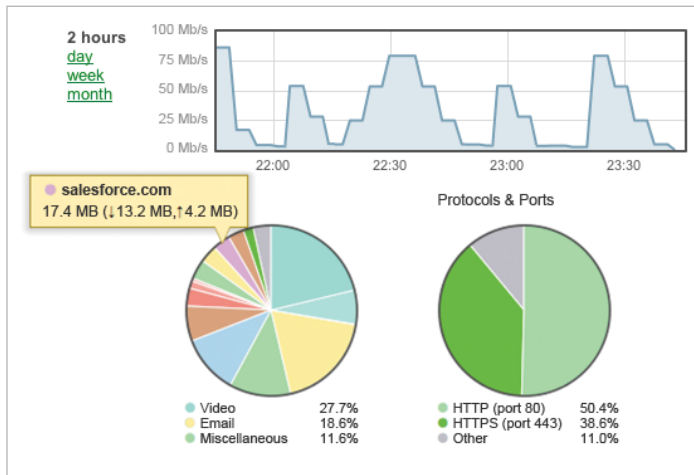 2 hours
day
week
month
100 Mb/s
75 Mb/s
50 Mb/s
25 Mb/s
0 Mb/s
22:00 22:30 23:00 23:30
salesforce.com
17.4 MB (↓13.2 MB,↑4.2 MB)
Protocols & Ports
Video 27.7%
Email 18.6%
Miscellaneous 11.6%
HTTP (port 80) 50.4%
HTTPS (port 443) 38.6%
Other 11.0%